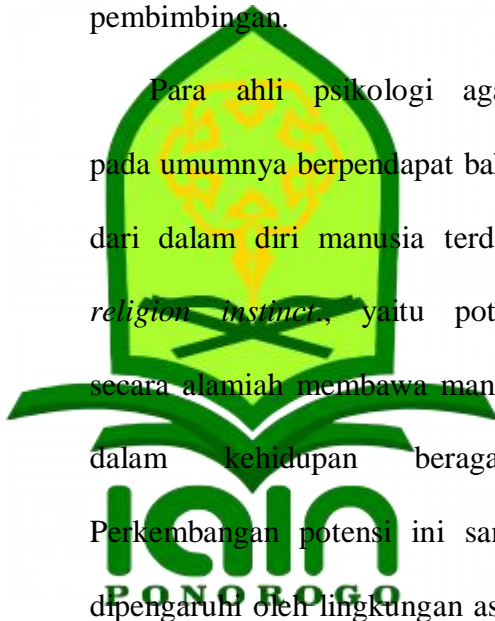 pembimbingan.
Para ahli psikologi aga
pada umumnya berpendapat bah
dari dalam diri manusia terd
religion instinct., yaitu pot
secara alamiah membawa man
dalam kehidupan beraga
Perkembangan potensi ini san
dipengaruhi oleh lingkungan as
IAIN
PONOROGO